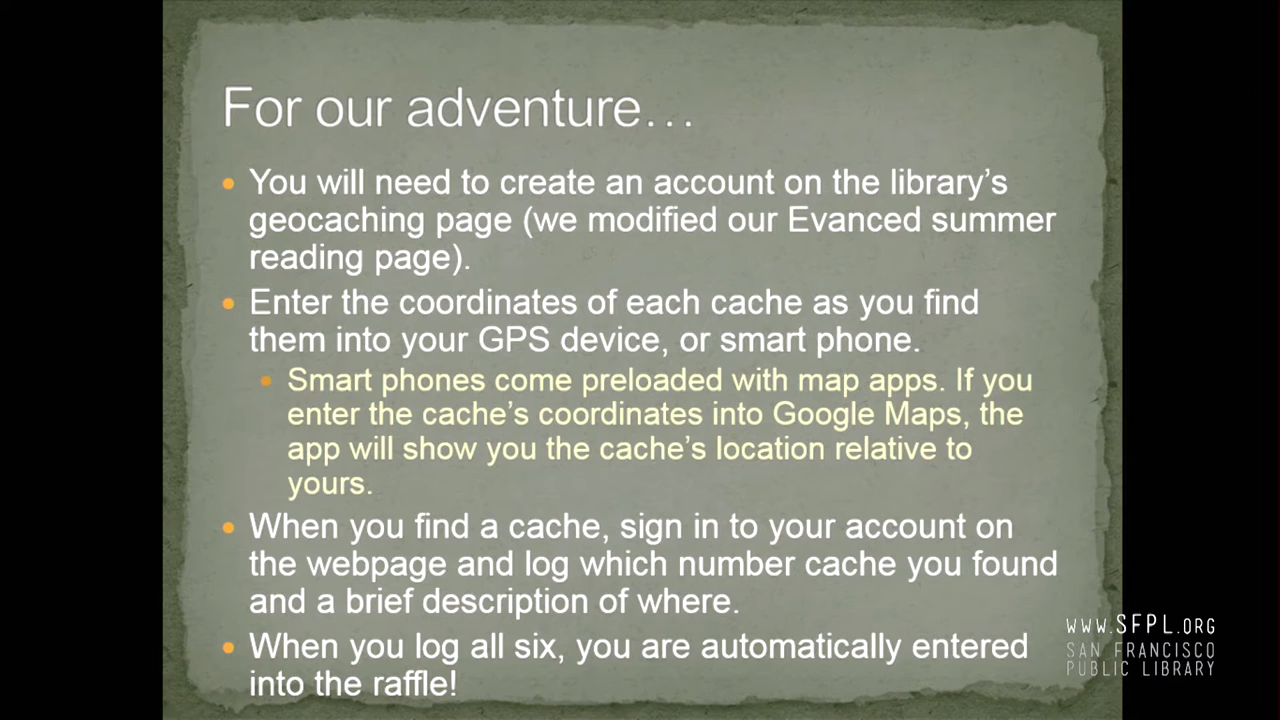 For our adventure…
• You will need to create an account on the library's
geocaching page (we modified our Evanced summer
reading page).
• Enter the coordinates of each cache as you find
them into your GPS device, or smart phone.
• Smart phones come preloaded with map apps. If you
enter the cache's coordinates into Google Maps, the
app will show you the cache's location relative to
yours.
• When you find a cache, sign in to your account on
the webpage and log which number cache you found
and a brief description of where.
• When you log all six, you are automatically entered
into the raffle!
www.SFPL.ORG
SAN FRANCISCO
PUBLIC LIBRARY